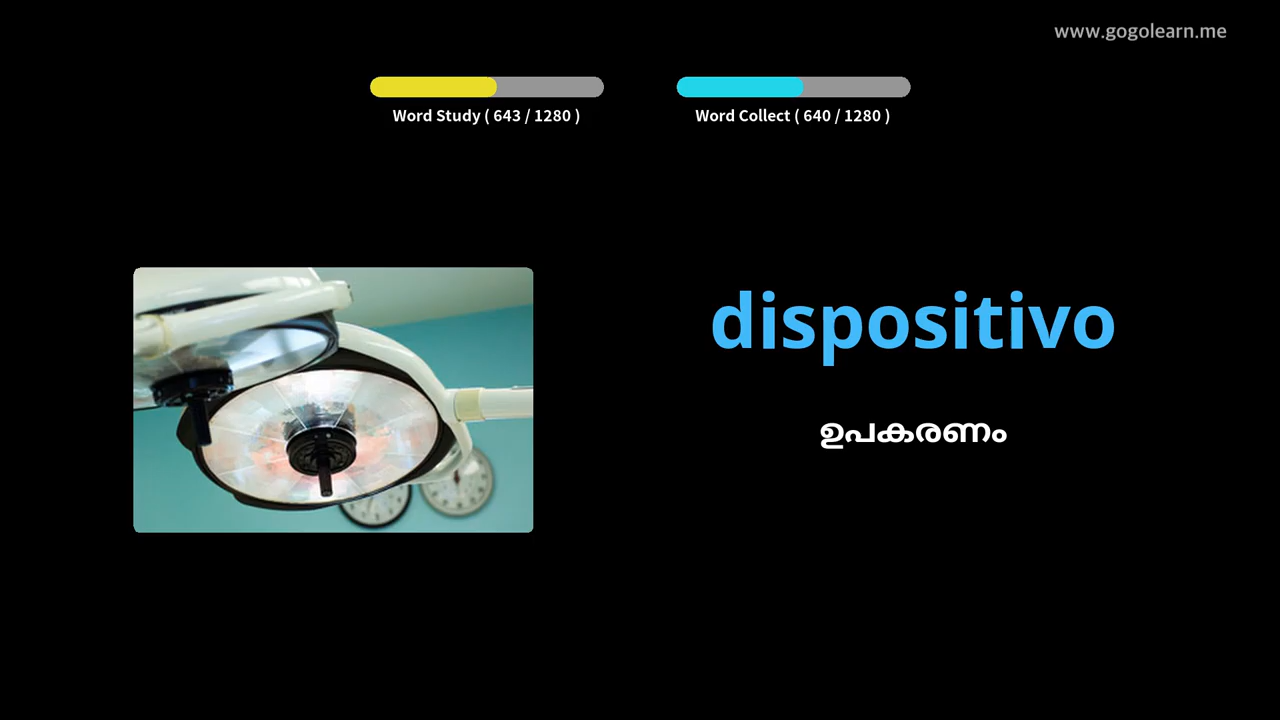 www.gogolearn.me
Word Study ( 643 / 1280 )
Word Collect ( 640 / 1280 )
dispositivo
ഉപകരണം